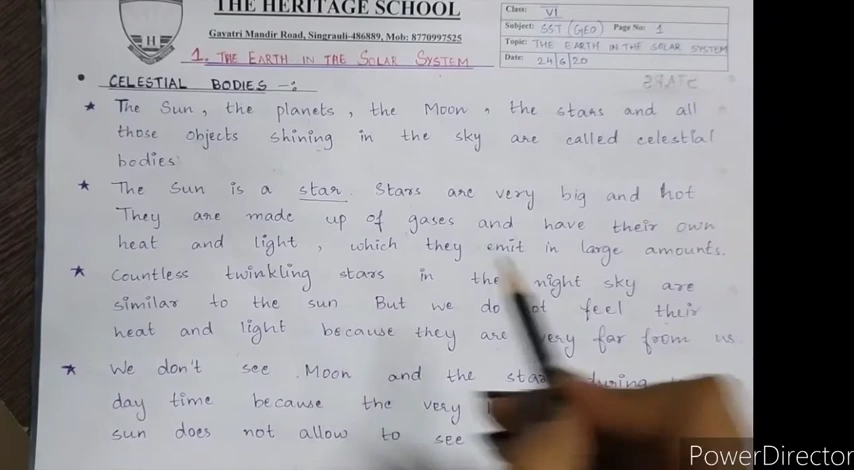 THE HERITAGE SCHOOL
Gayatri Mandir Road, Singrauli-486889, Mob: 8770997525
Class: VI
Subject: SST (GEO) Page No: 1
Topic: THE EARTH IN THE SOLAR SYSTEM
Date: 24/6/20
H
1. THE EARTH IN THE SOLAR SYSTEM
• CELESTIAL BODIES -:
★ The Sun, the planets, the Moon, the stars and all
those objects shining in the sky are called celestial
bodies.
★ The Sun is a star. Stars are very big and hot
They are made up of gases and have their own
heat and light, which they emit in large amounts.
★ Countless twinkling stars in the night sky are
similar to the sun. But we do ot feel their
heat and light because they are very far from us
★ We don't see Moon and the star during
day time because the very
sun does not allow to see
PowerDirector